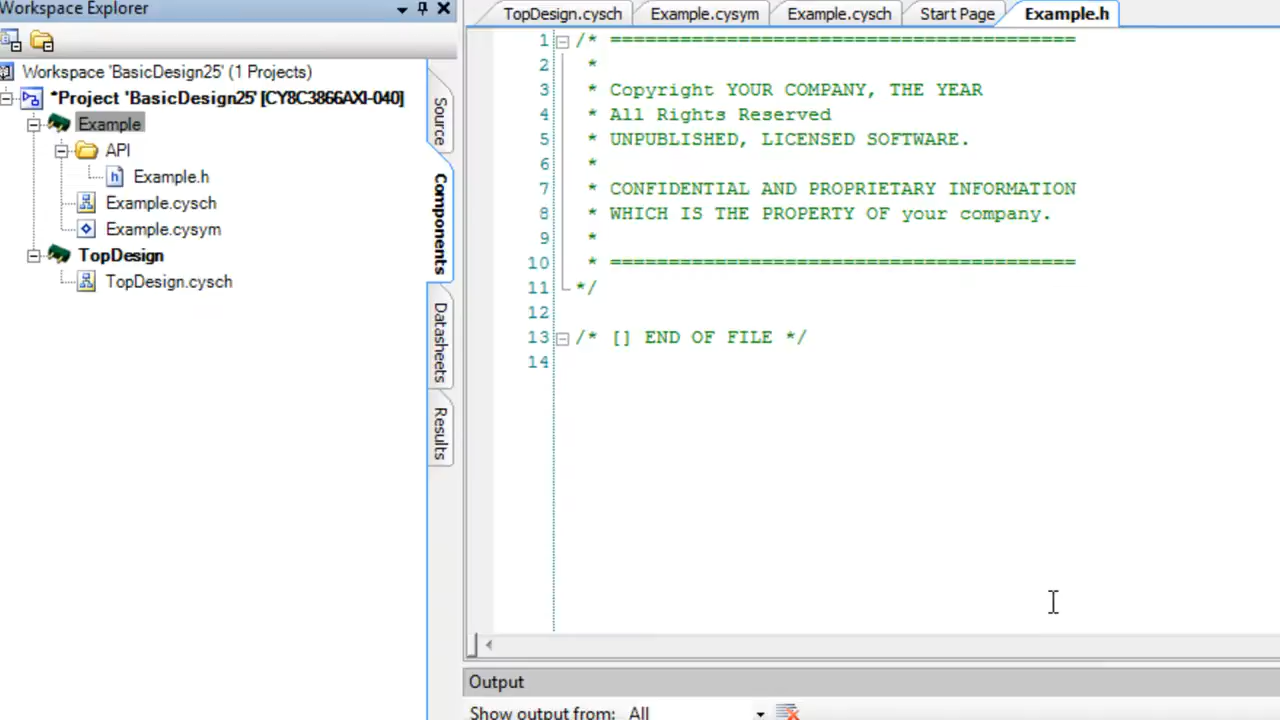 Workspace Explorer
Workspace 'BasicDesign25' (1 Projects)
*Project 'BasicDesign25' [CY8C3866AXI-040]
Example
API
Example.h
Example.cysch
Example.cysym
TopDesign
TopDesign.cysch
Source
Components
Datasheets
Results
TopDesign.cysch Example.cysym Example.cysch Start Page Example.h
1 /* ========================================
2 *
3 * Copyright YOUR COMPANY, THE YEAR
4 * All Rights Reserved
5 * UNPUBLISHED, LICENSED SOFTWARE.
6 *
7 * CONFIDENTIAL AND PROPRIETARY INFORMATION
8 * WHICH IS THE PROPERTY OF your company.
9 *
10 * ========================================
11 */
12
13 /* [] END OF FILE */
14
Output
Show output from: All